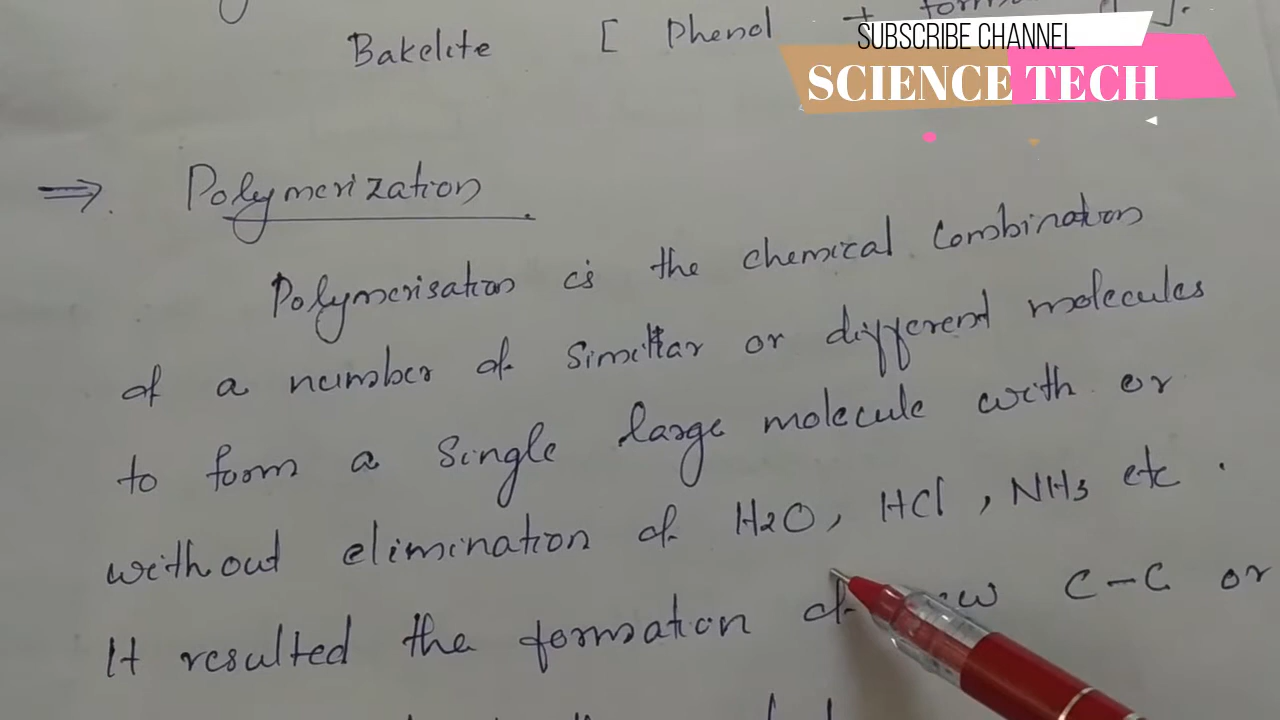 Bakelite [ Phenol +
SUBSCRIBE CHANNEL
SCIENCE TECH
⇒ Polymerization
Polymerisation is the chemical combination
of a number of similar or different molecules
to form a single large molecule with or
without elimination of H2O, HCl, NH3 etc.
It resulted the formation of C-C or